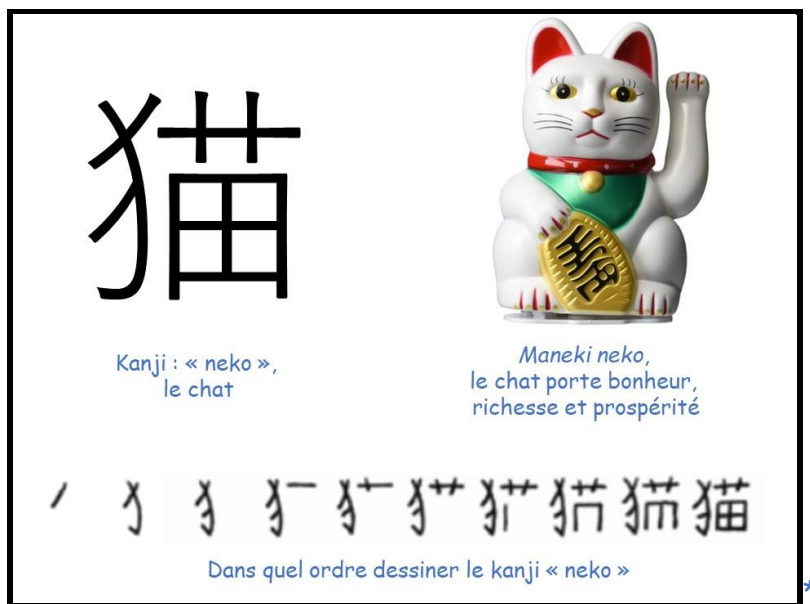 猫
Kanji : « neko »,
le chat
Maneki neko,
le chat porte bonheur,
richesse et prospérité
Dans quel ordre dessiner le kanji « neko »
*